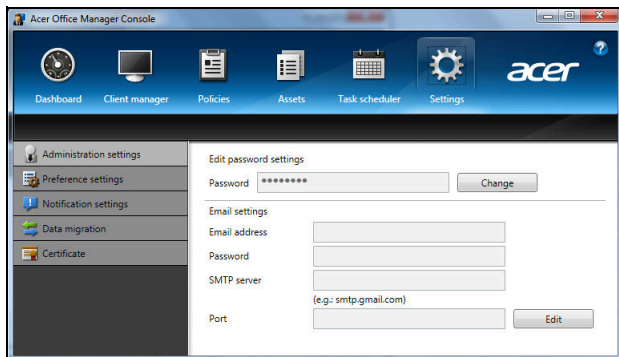 Acer Office Manager Console
?
acer
Dashboard Client manager Policies Assets Task scheduler Settings
Administration settings
Preference settings
Notification settings
Data migration
Certificate
Edit password settings
Password ******** Change
Email settings
Email address
Password
SMTP server
(e.g.: smtp.gmail.com)
Port Edit